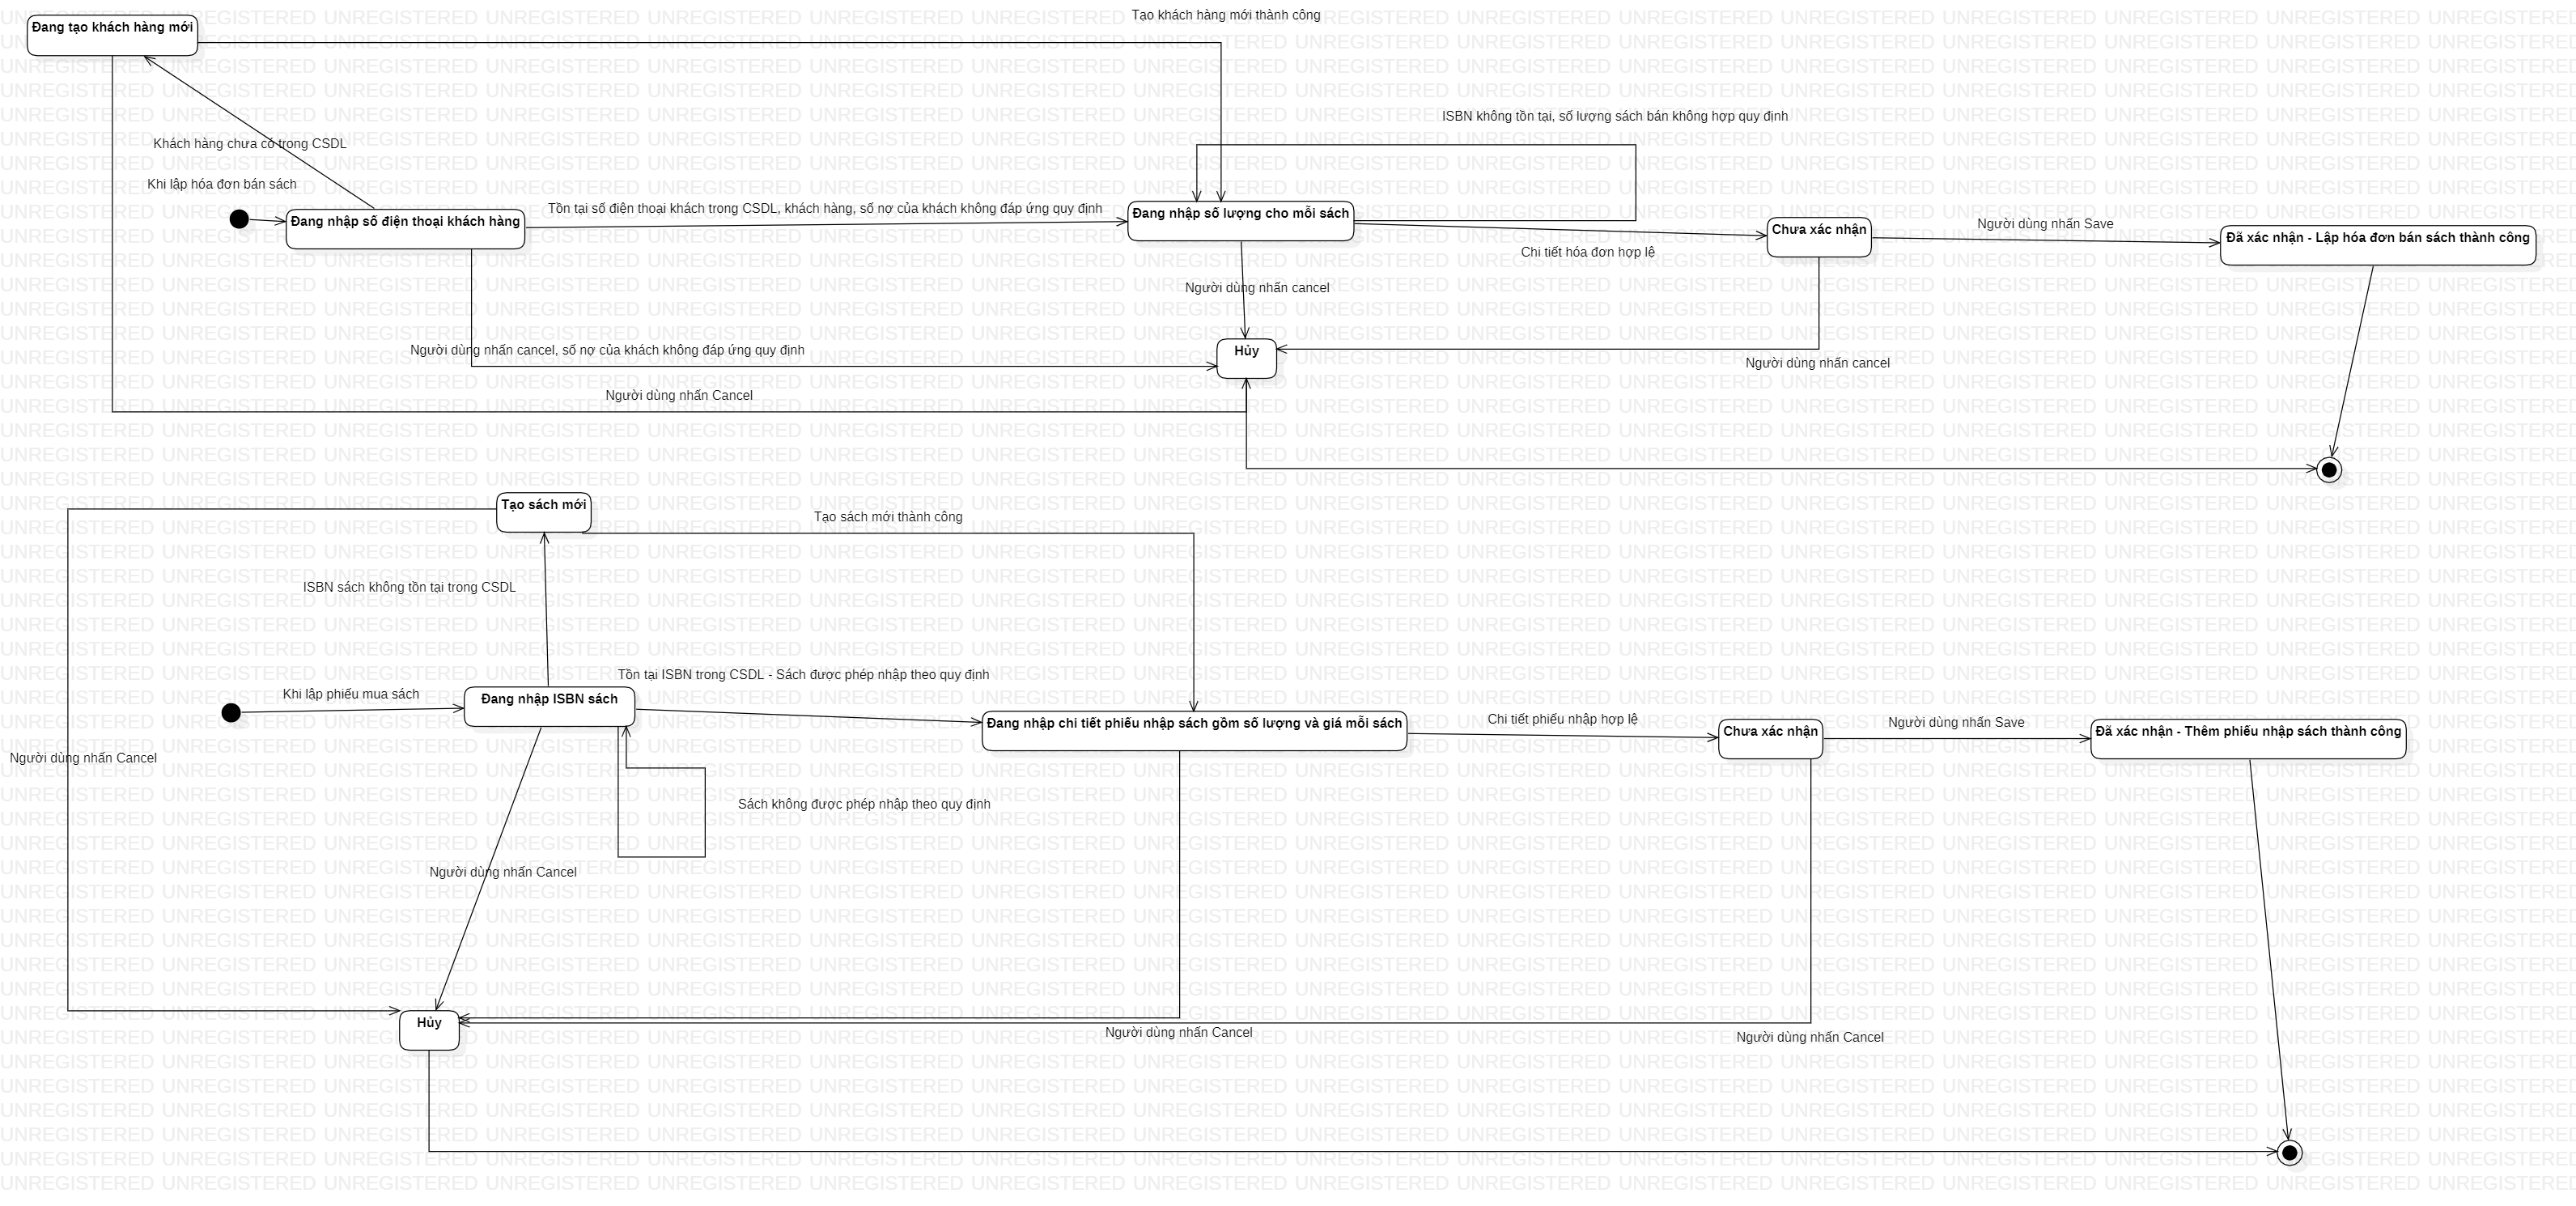 Tạo khách hàng mới thành công
Đang tạo khách hàng mới
ISBN không tồn tại, số lượng sách bán không hợp quy định
Khách hàng chưa có trong CSDL
Khi lập hóa đơn bán sách
Đang nhập số điện thoại khách hàng
Tồn tại số điện thoại khách trong CSDL, khách hàng, số nợ của khách không đáp ứng quy định
Đang nhập số lượng cho mỗi sách
Chưa xác nhận
Người dùng nhấn Save
Đã xác nhận - Lập hóa đơn bán sách thành công
Chi tiết hóa đơn hợp lệ
Người dùng nhấn cancel
Người dùng nhấn cancel, số nợ của khách không đáp ứng quy định
Hủy
Người dùng nhấn cancel
Người dùng nhấn Cancel
Tạo sách mới
Tạo sách mới thành công
ISBN sách không tồn tại trong CSDL
Tồn tại ISBN trong CSDL - Sách được phép nhập theo quy định
Khi lập phiếu mua sách
Đang nhập ISBN sách
Đang nhập chi tiết phiếu nhập sách gồm số lượng và giá mỗi sách
Chi tiết phiếu nhập hợp lệ
Chưa xác nhận
Người dùng nhấn Save
Đã xác nhận - Thêm phiếu nhập sách thành công
Người dùng nhấn Cancel
Sách không được phép nhập theo quy định
Người dùng nhấn Cancel
Hủy
Người dùng nhấn Cancel
Người dùng nhấn Cancel